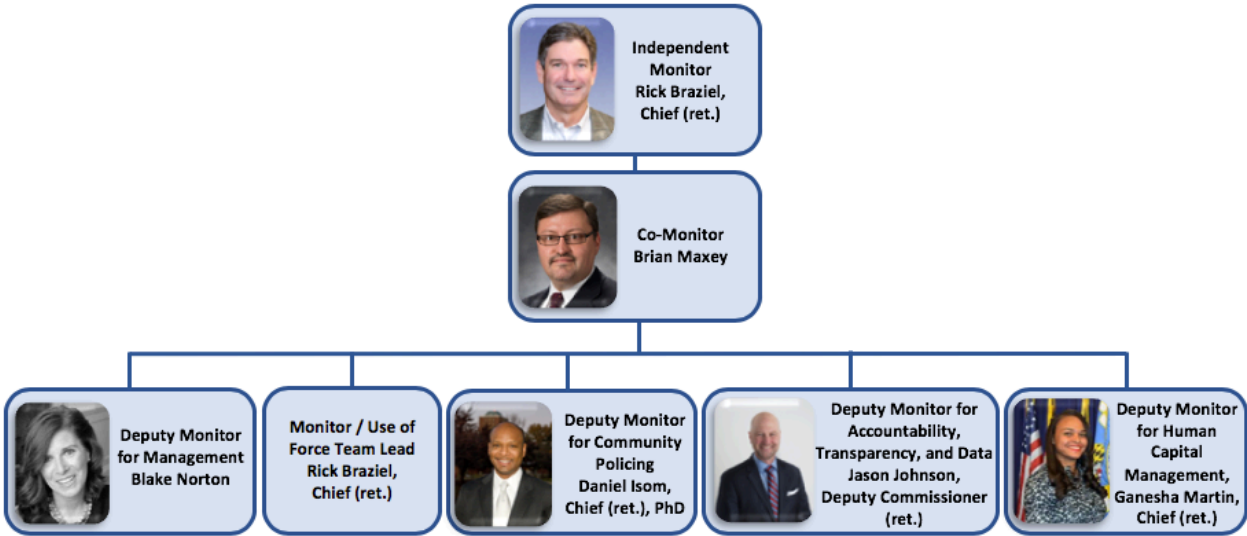 Independent
Monitor
Rick Braziel,
Chief (ret.)
Co-Monitor
Brian Maxey
Deputy Monitor
for Management
Blake Norton
Monitor / Use of
Force Team Lead
Rick Braziel,
Chief (ret.)
Deputy Monitor
for Community
Policing
Daniel Isom,
Chief (ret.), PhD
Deputy Monitor for
Accountability,
Transparency, and Data
Jason Johnson,
Deputy Commissioner
(ret.)
Deputy Monitor
for Human
Capital
Management,
Ganesha Martin,
Chief (ret.)